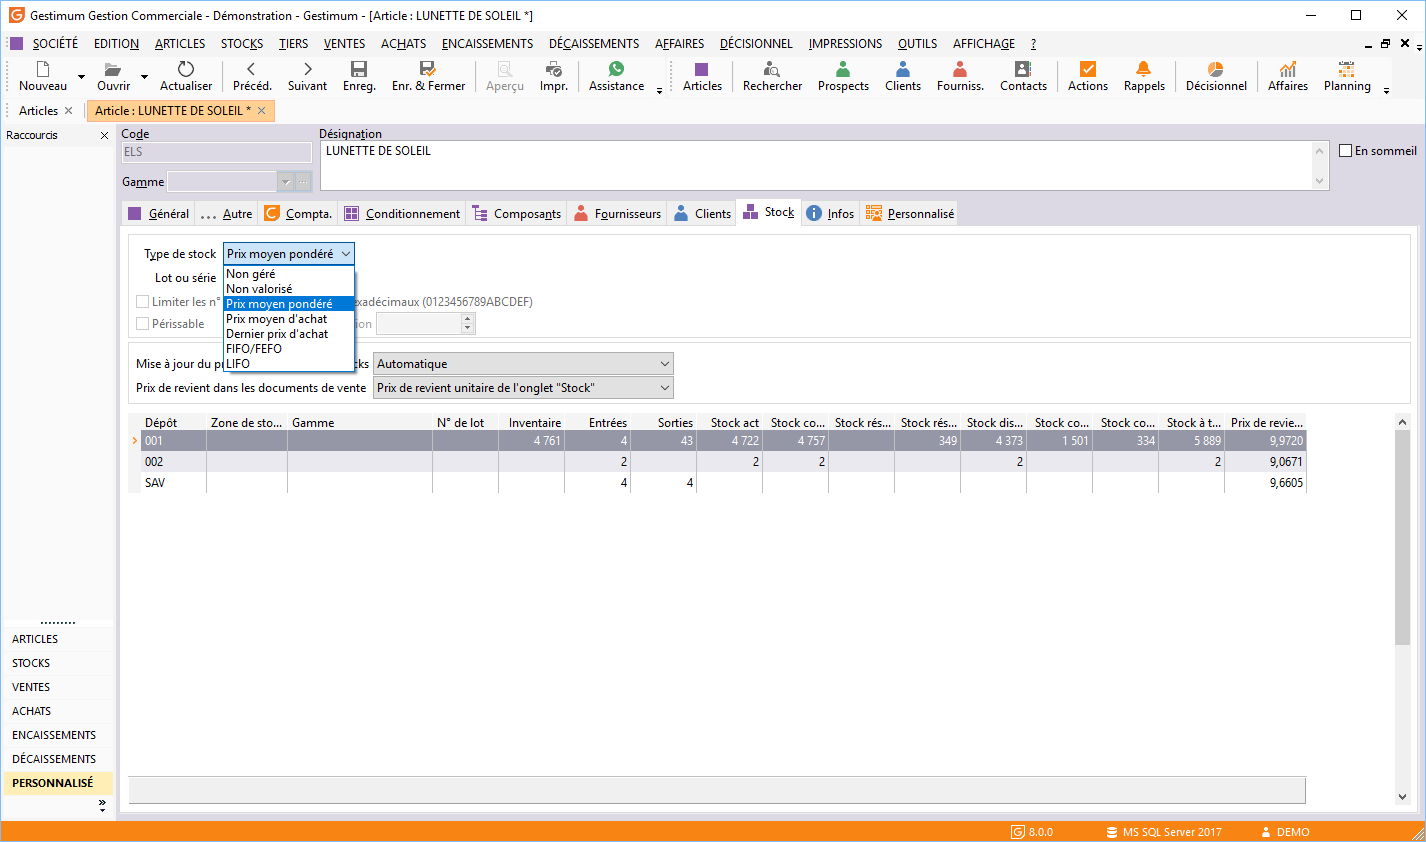 Gestimum Gestion Commerciale - Démonstration - Gestimum - [Article : LUNETTE DE SOLEIL *]
SOCIÉTÉ EDITION ARTICLES STOCKS TIERS VENTES ACHATS ENCAISSEMENTS DÉCAISSEMENTS AFFAIRES DÉCISIONNEL IMPRESSIONS OUTILS AFFICHAGE ?
Nouveau Ouvrir Actualiser Précéd. Suivant Enreg. Enr. & Fermer Aperçu Impr. Assistance Articles Rechercher Prospects Clients Fourniss. Contacts Actions Rappels Décisionnel Affaires Planning
Articles Article : LUNETTE DE SOLEIL *
Raccourcis
Code Désignation
ELS LUNETTE DE SOLEIL En sommeil
Gamme
Général ... Autre Compta. Conditionnement Composants Fournisseurs Clients Stock Infos Personnalisé
Type de stock Prix moyen pondéré
Lot ou série
Non géré
Non valorisé
Limiter les n° Prix moyen pondéré exadécimaux (0123456789ABCDEF)
Prix moyen d'achat
Périssable ion
Dernier prix d'achat
FIFO/FEFO
LIFO
Mise à jour du pr cks Automatique
Prix de revient dans les documents de vente Prix de revient unitaire de l'onglet "Stock"
Dépôt Zone de sto... Gamme N° de lot Inventaire Entrées Sorties Stock act Stock co... Stock rés... Stock rés... Stock dis... Stock co... Stock co... Stock à t... Prix de revie...
001 4 761 4 43 4 722 4 757 349 4 373 1 501 334 5 889 9,9720
002 2 2 2 2 2 9,0671
SAV 4 4 9,6605
ARTICLES
STOCKS
VENTES
ACHATS
ENCAISSEMENTS
DÉCAISSEMENTS
PERSONNALISÉ
8.0.0 MS SQL Server 2017 DEMO